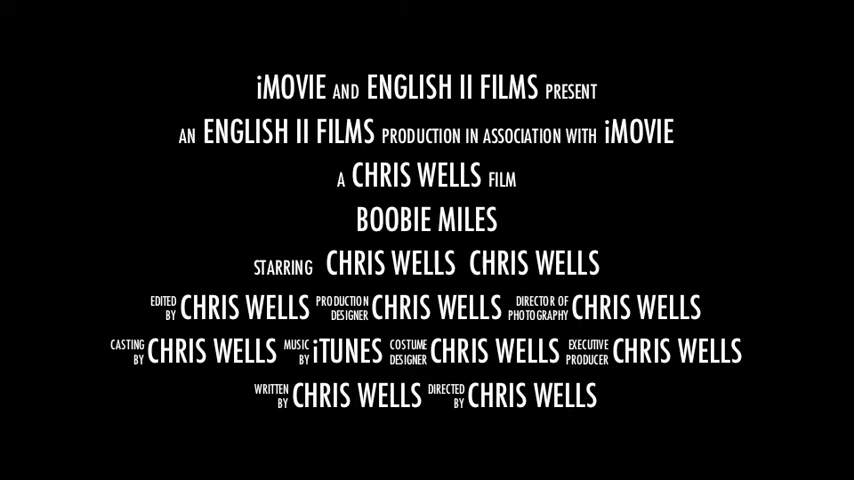 iMOVIE AND ENGLISH II FILMS PRESENT
AN ENGLISH II FILMS PRODUCTION IN ASSOCIATION WITH iMOVIE
A CHRIS WELLS FILM
BOOBIE MILES
STARRING CHRIS WELLS CHRIS WELLS
EDITED BY CHRIS WELLS PRODUCTION DESIGNER CHRIS WELLS DIRECTOR OF PHOTOGRAPHY CHRIS WELLS
CASTING BY CHRIS WELLS MUSIC BY iTUNES COSTUME DESIGNER CHRIS WELLS EXECUTIVE PRODUCER CHRIS WELLS
WRITTEN BY CHRIS WELLS DIRECTED BY CHRIS WELLS